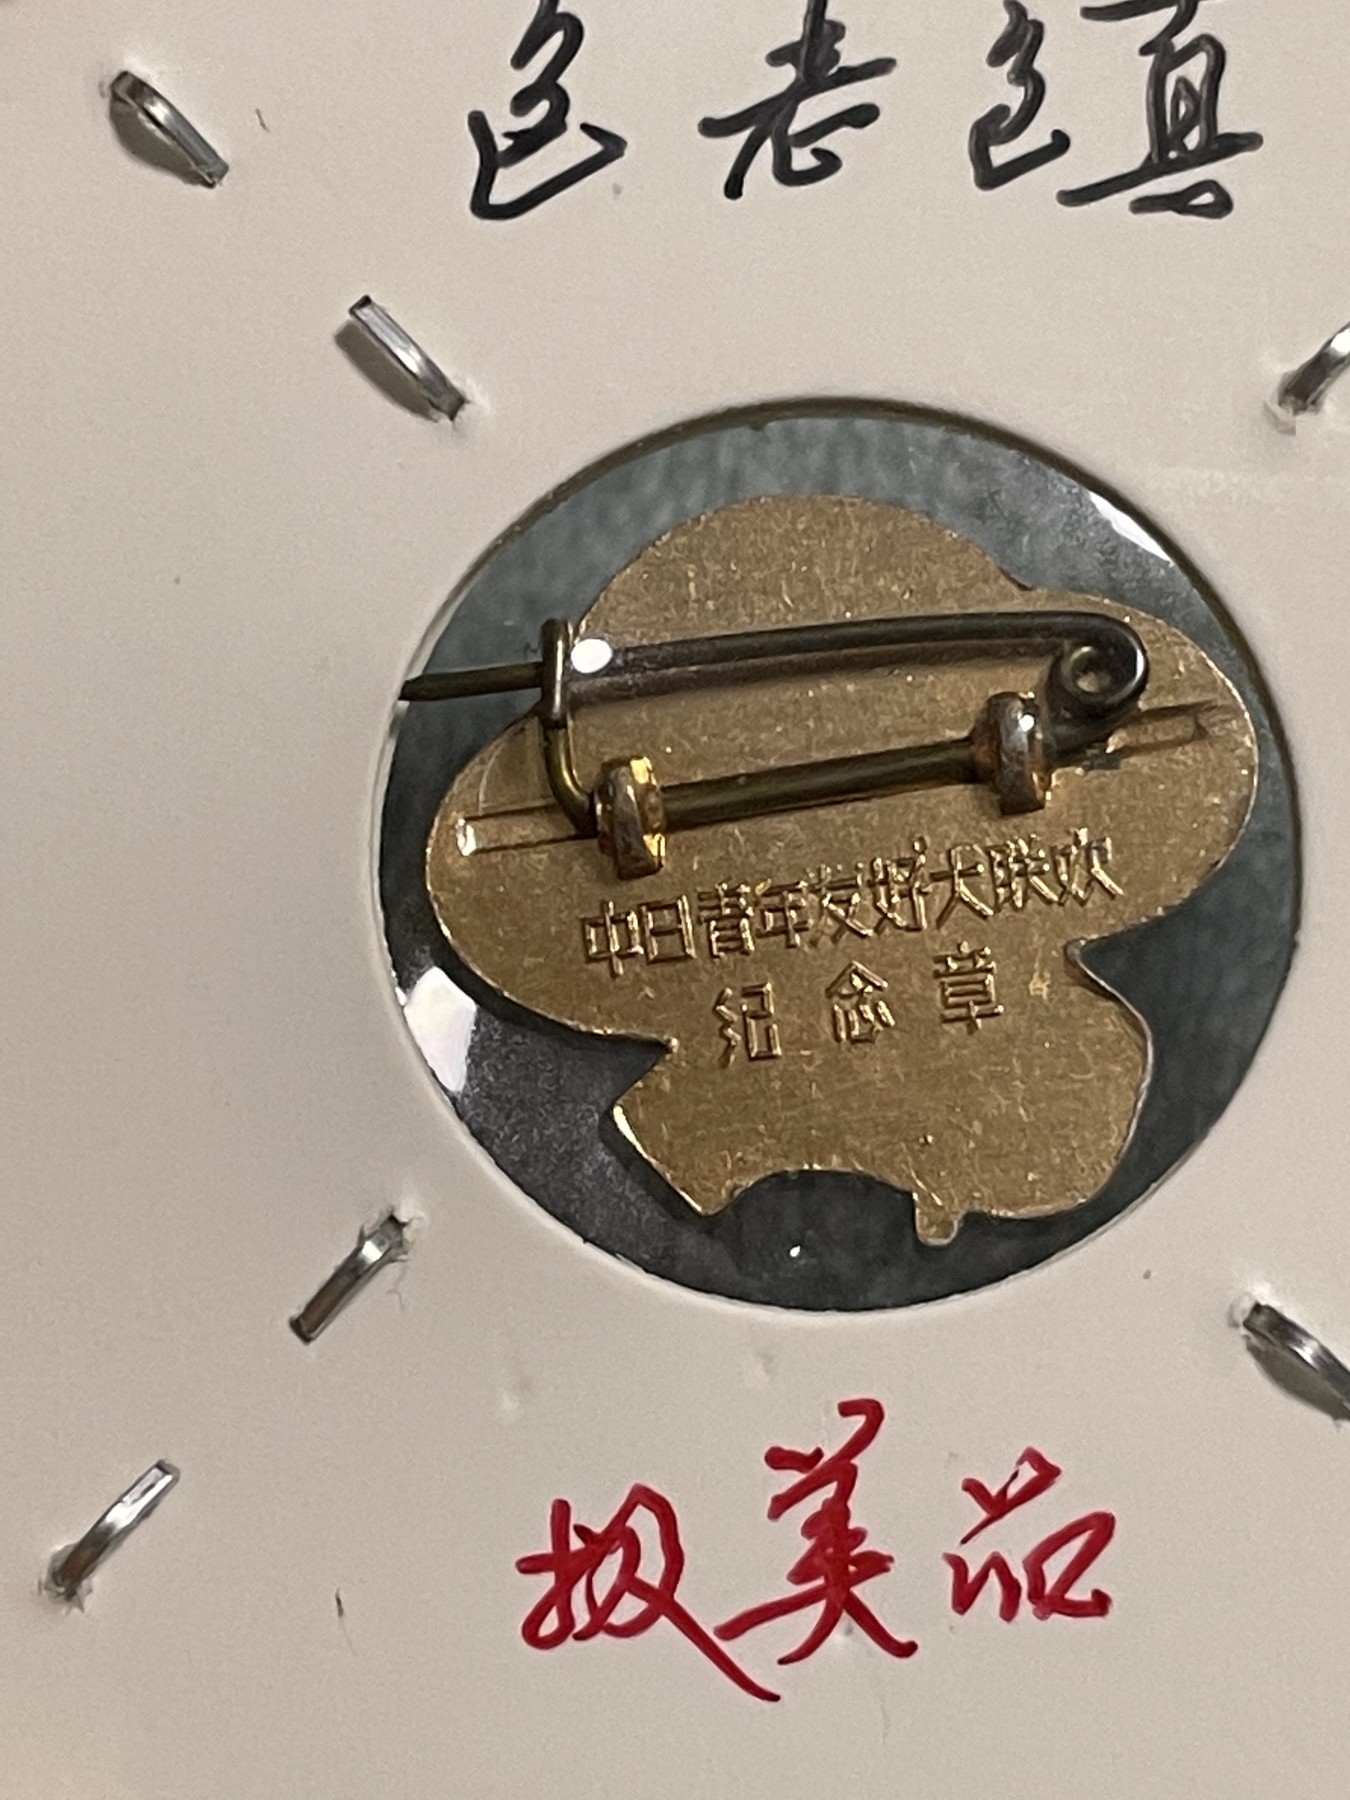 包老包真
中日青年友好大联欢
纪念章
极美品